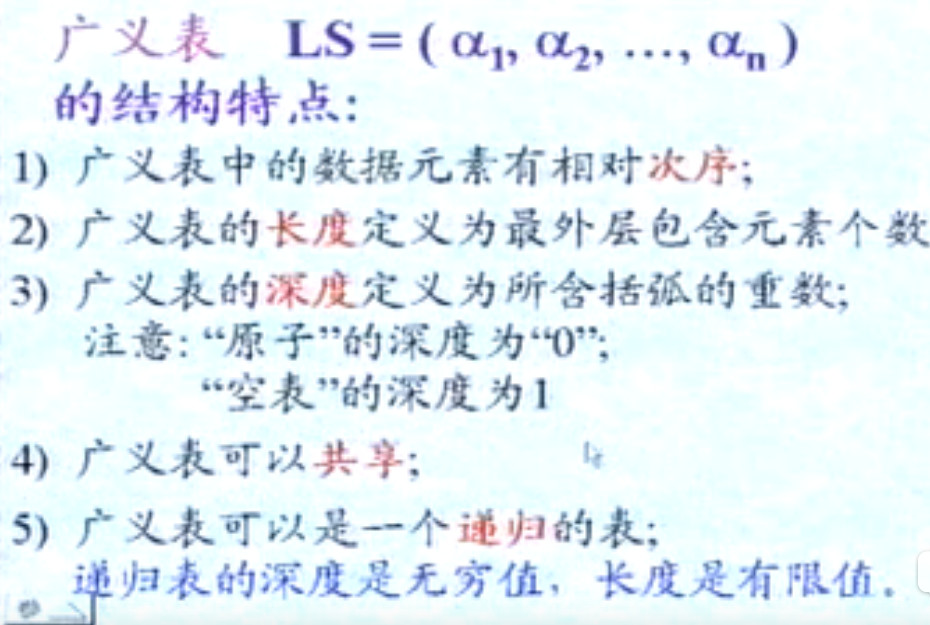 广义表 LS = ( α₁, α₂, …, αₙ )
的结构特点:
1) 广义表中的数据元素有相对次序;
2) 广义表的长度定义为最外层包含元素个数
3) 广义表的深度定义为所含括弧的重数;
注意: “原子”的深度为“0”;
“空表”的深度为1
4) 广义表可以共享;
5) 广义表可以是一个递归的表;
递归表的深度是无穷值，长度是有限值。